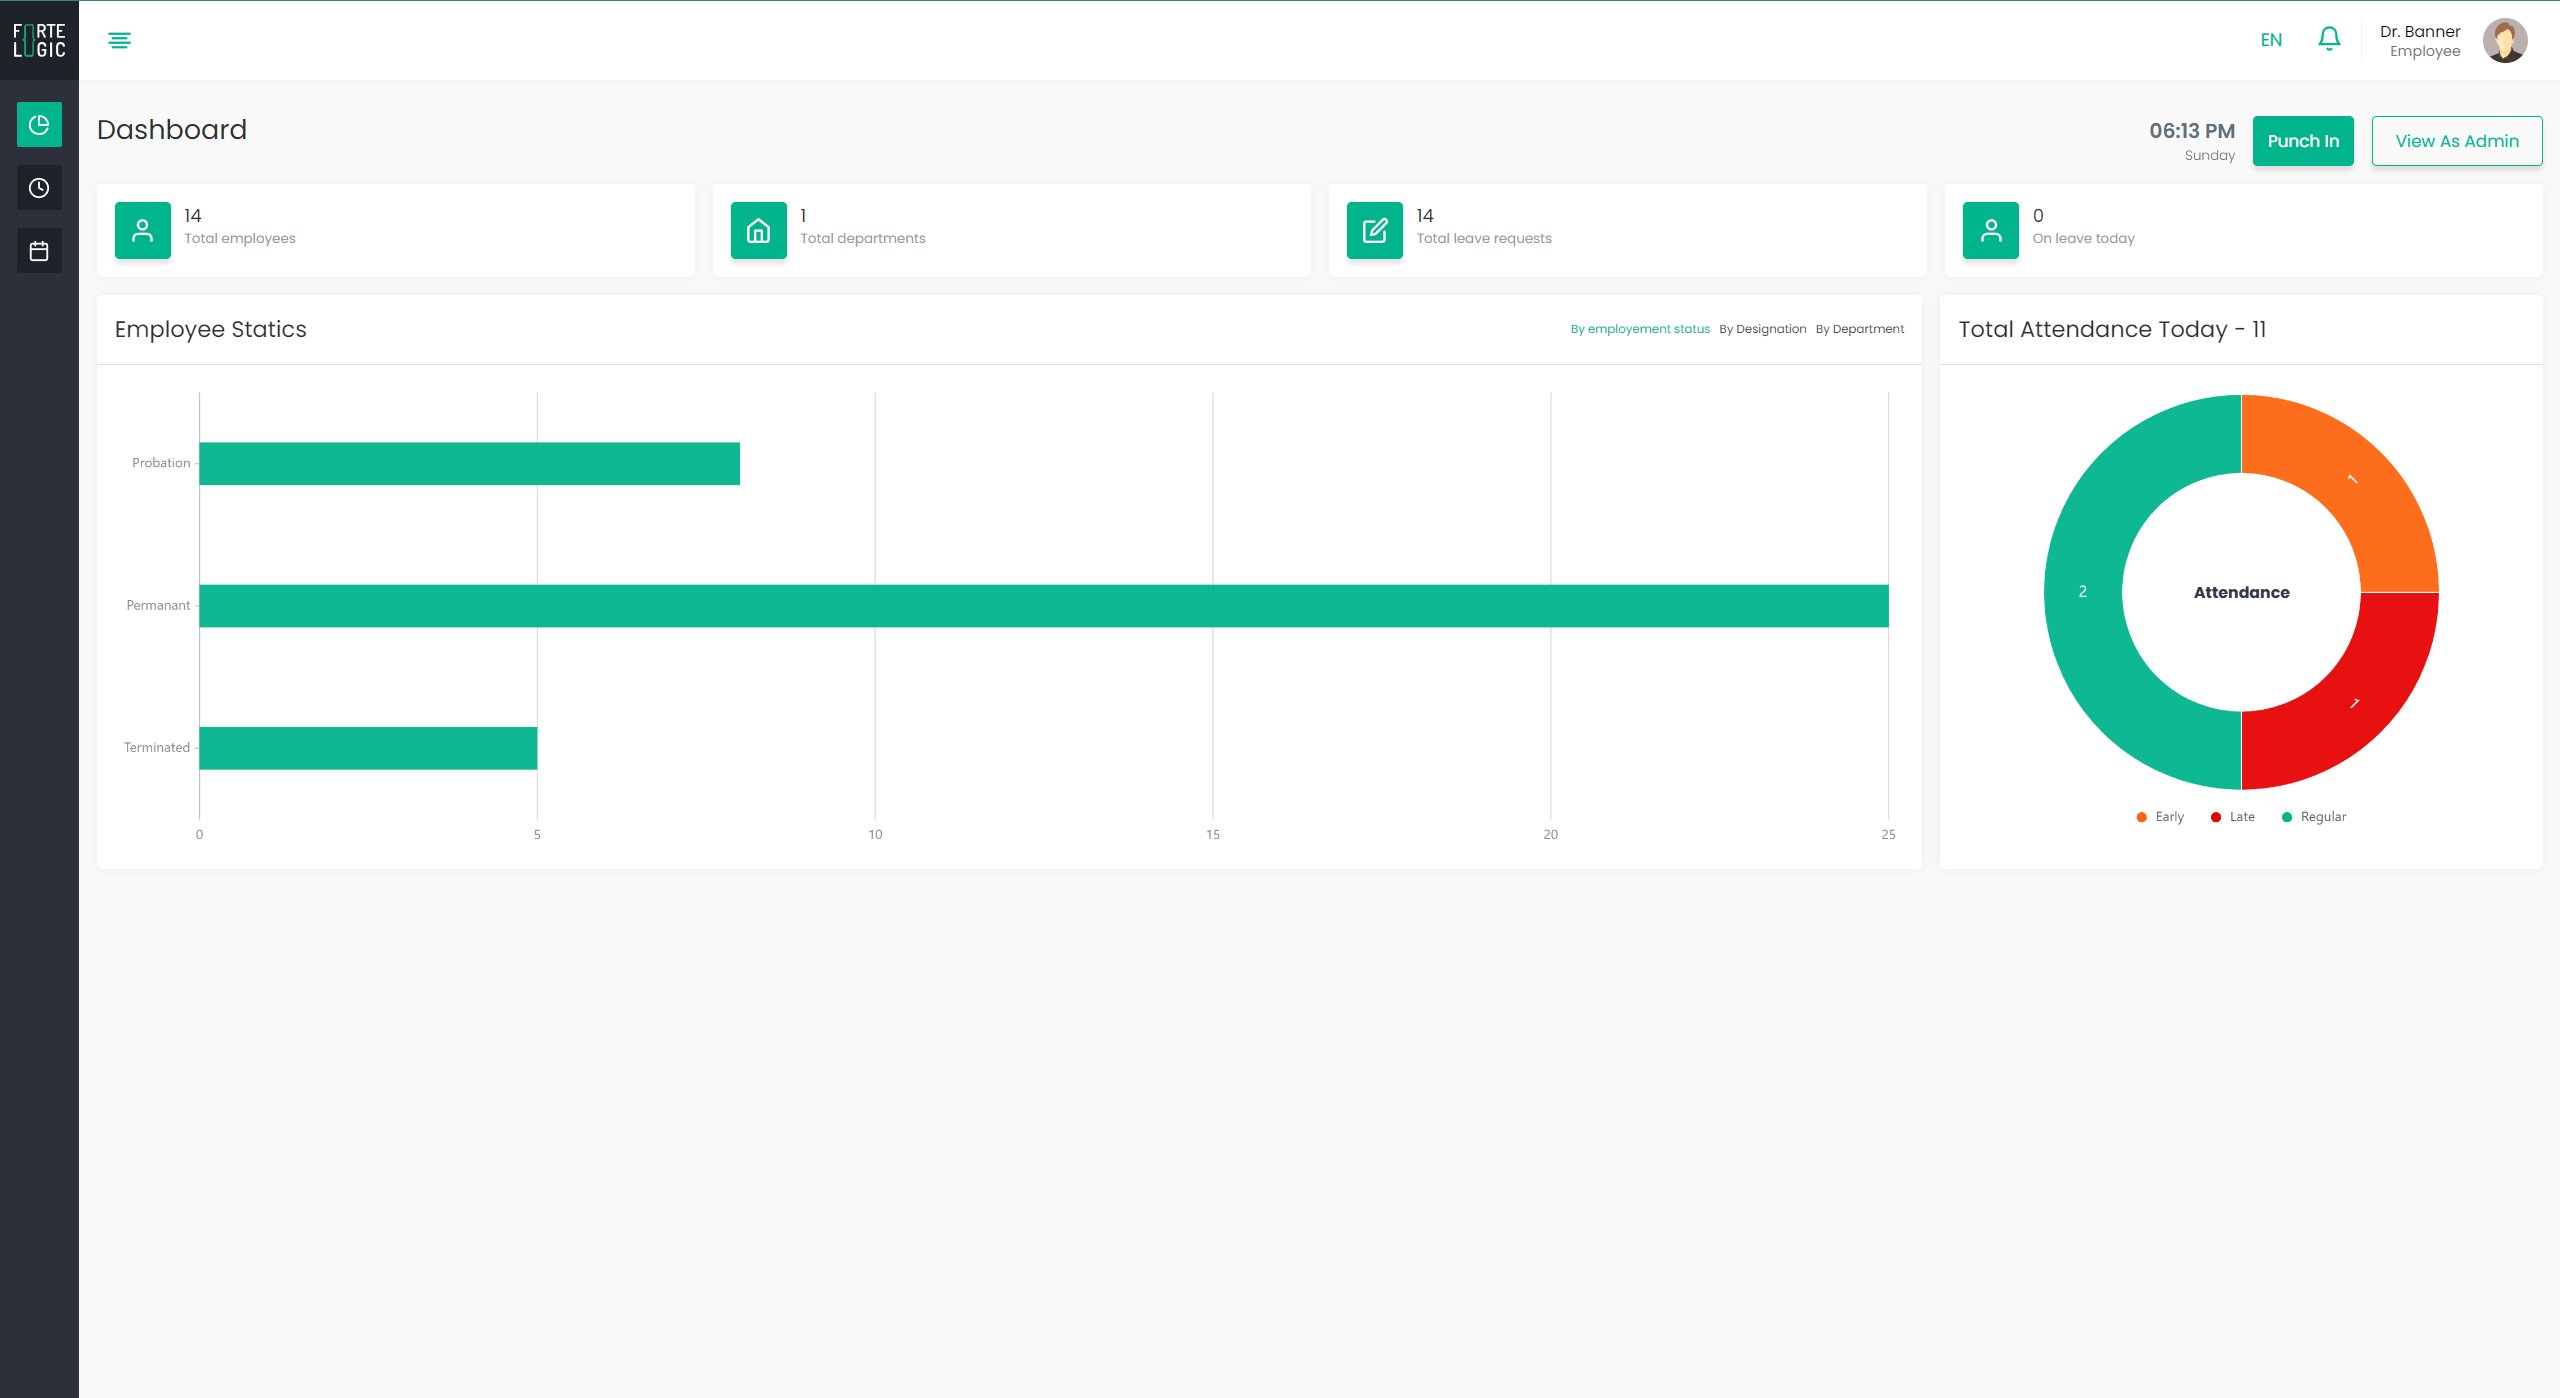 FORTE
LOGIC
EN
Dr. Banner
Employee
Dashboard
06:13 PM
Sunday
Punch In
View As Admin
14
Total employees
1
Total departments
14
Total leave requests
0
On leave today
Employee Statics
By employement status By Designation By Department
Probation
Permanant
Terminated
0 5 10 15 20 25
Total Attendance Today - 11
1
2
Attendance
1
Early Late Regular